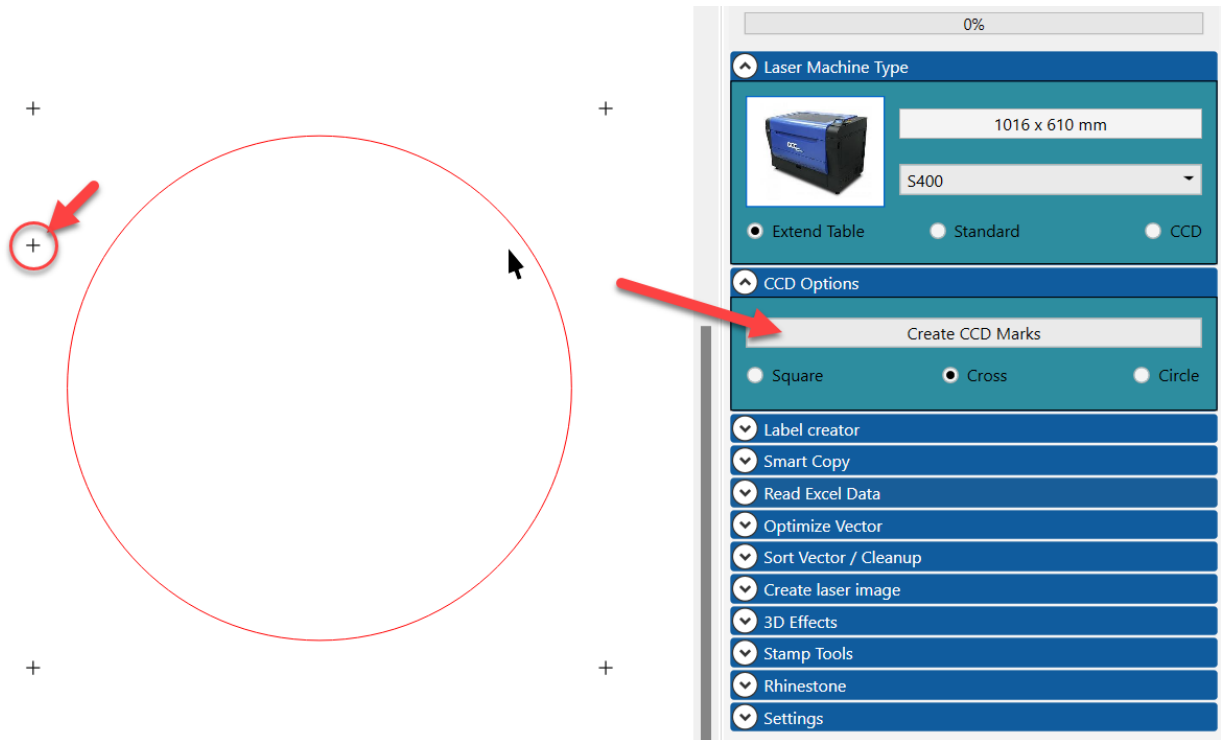 0%
Laser Machine Type
1016 x 610 mm
S400
Extend Table
Standard
CCD
CCD Options
Create CCD Marks
Square
Cross
Circle
Label creator
Smart Copy
Read Excel Data
Optimize Vector
Sort Vector / Cleanup
Create laser image
3D Effects
Stamp Tools
Rhinestone
Settings